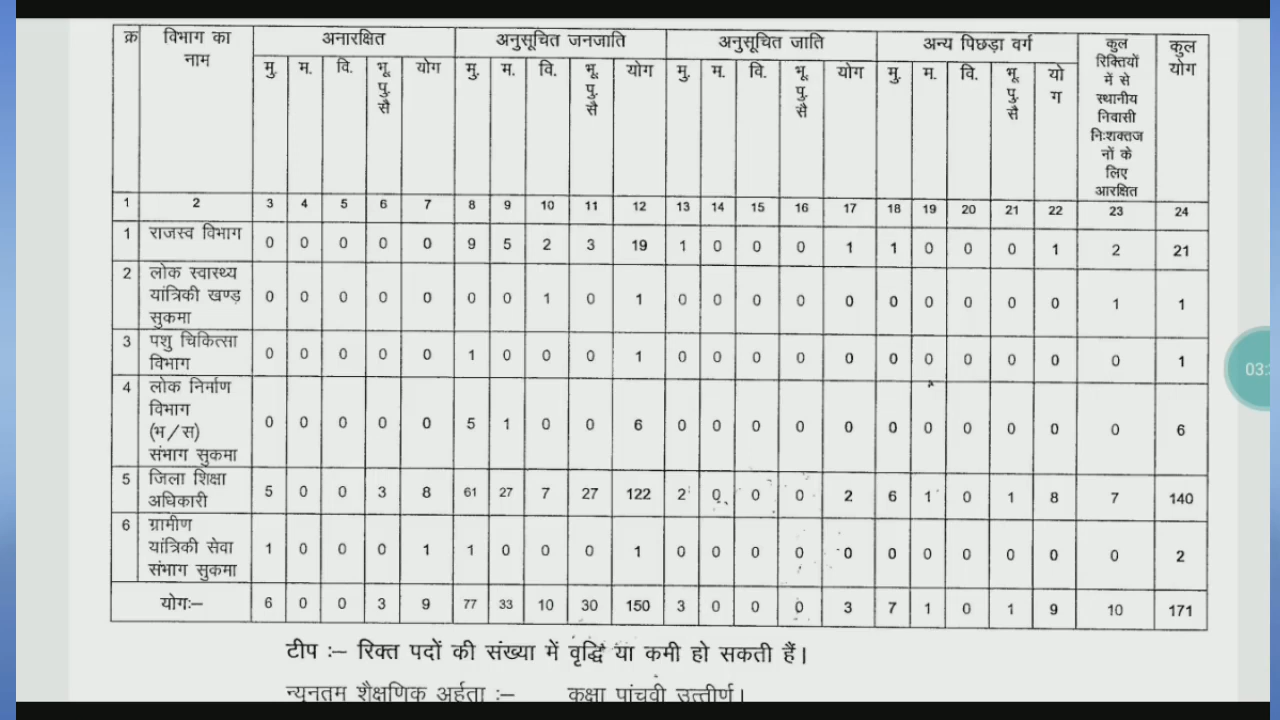 क्र विभाग का नाम अनारक्षित अनुसूचित जनजाति अनुसूचित जाति अन्य पिछड़ा वर्ग कुल रिक्तियों में से स्थानीय निवासी निःशक्तजनों के लिए आरक्षित कुल योग
मु. म. वि. भू.पु.सै योग मु. म. वि. भू.पु.सै योग मु. म. वि. भू.पु.सै योग मु. म. वि. भू.पु.सै योग
1 2 3 4 5 6 7 8 9 10 11 12 13 14 15 16 17 18 19 20 21 22 23 24
1 राजस्व विभाग 0 0 0 0 0 9 5 2 3 19 1 0 0 0 1 1 0 0 0 1 2 21
2 लोक स्वास्थ्य यांत्रिकी खण्ड सुकमा 0 0 0 0 0 0 0 1 0 1 0 0 0 0 0 0 0 0 0 0 1 1
3 पशु चिकित्सा विभाग 0 0 0 0 0 1 0 0 0 1 0 0 0 0 0 0 0 0 0 0 0 1
4 लोक निर्माण विभाग (भ/स) संभाग सुकमा 0 0 0 0 0 5 1 0 0 6 0 0 0 0 0 0 0 0 0 0 0 6
5 जिला शिक्षा अधिकारी 5 0 0 3 8 61 27 7 27 122 2 0 0 0 2 6 1 0 1 8 7 140
6 ग्रामीण यांत्रिकी सेवा संभाग सुकमा 1 0 0 0 1 1 0 0 0 1 0 0 0 0 0 0 0 0 0 0 0 2
योगः– 6 0 0 3 9 77 33 10 30 150 3 0 0 0 3 7 1 0 1 9 10 171
टीप :– रिक्त पदों की संख्या में वृद्धि या कमी हो सकती हैं।
न्यूनतम शैक्षणिक अर्हता :– कक्षा पांचवी उत्तीर्ण।